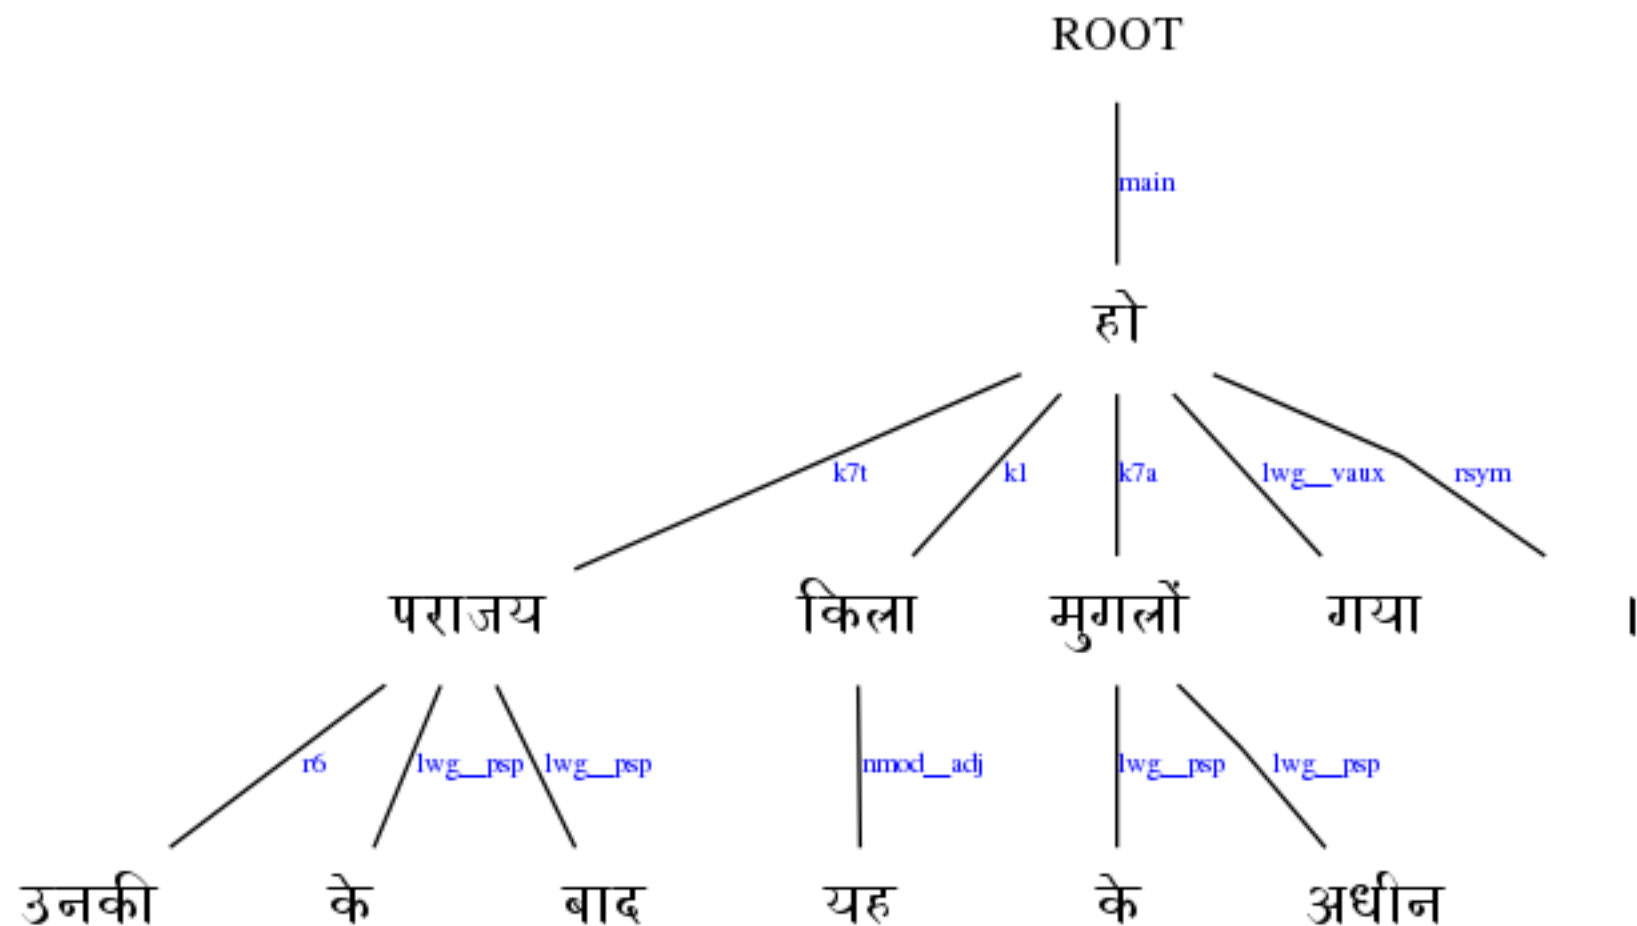 ROOT
main
हो
k7t k1 k7a lwg__vaux rsym
पराजय किला मुगलों गया ।
r6 lwg__psp lwg__psp nmod__adj lwg__psp lwg__psp
उनकी के बाद यह के अधीन